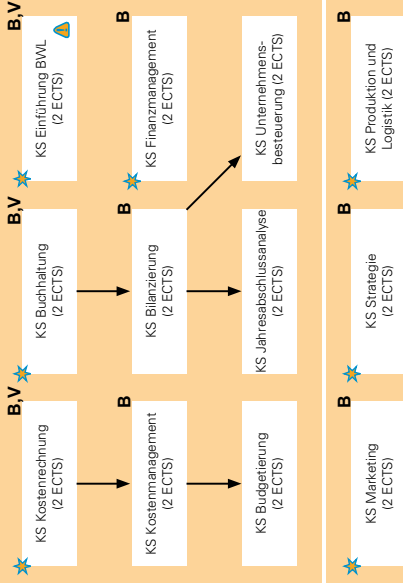 B,V
KS Kostenrechnung
(2 ECTS)
B,V
KS Buchhaltung
(2 ECTS)
B,V
KS Einführung BWL
(2 ECTS)
B
KS Kostenmanagement
(2 ECTS)
B
KS Bilanzierung
(2 ECTS)
B
KS Finanzmanagement
(2 ECTS)
KS Budgetierung
(2 ECTS)
KS Jahresabschlussanalyse
(2 ECTS)
KS Unternehmens-
besteuerung (2 ECTS)
B
KS Marketing
(2 ECTS)
B
KS Strategie
(2 ECTS)
B
KS Produktion und
Logistik (2 ECTS)